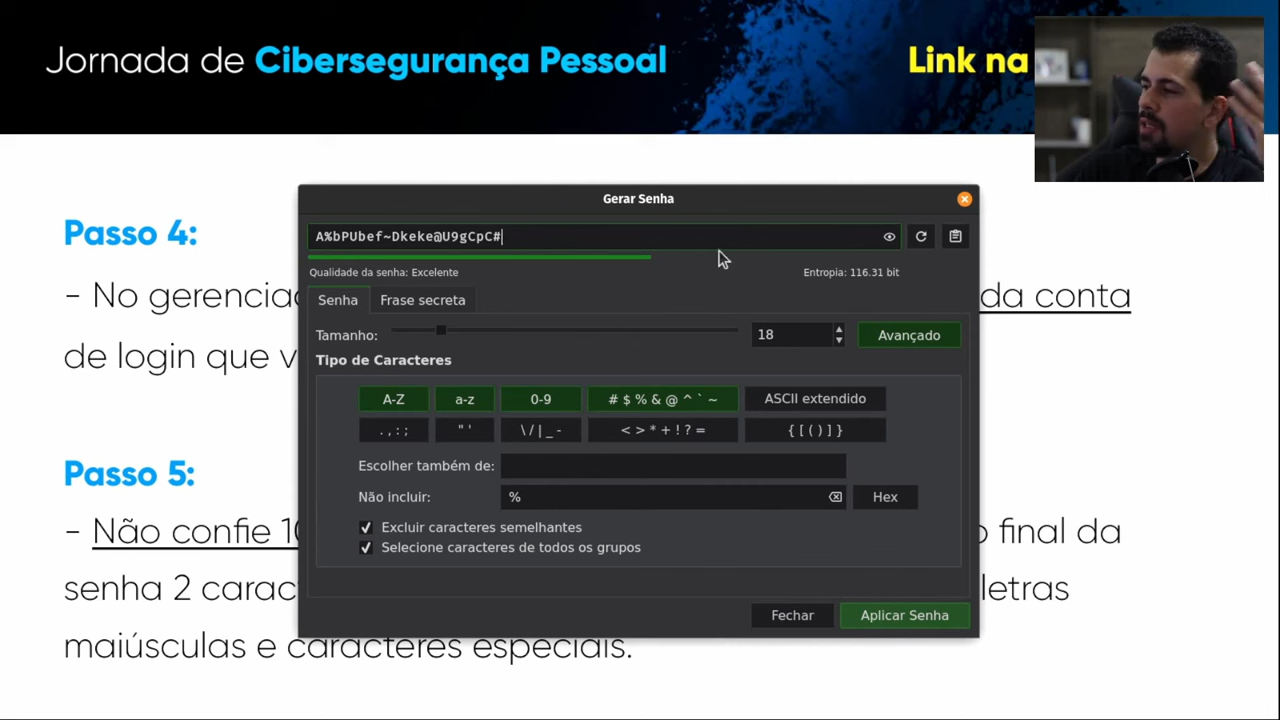 Jornada de Cibersegurança Pessoal
Link na
Passo 4:
- No gerenciad
da conta
de login que v
Passo 5:
- Não confie 10
o final da
senha 2 carac
letras
maiúsculas e caracteres especiais.
Gerar Senha
A%bPUbef~Dkeke@U9gCpC#
Qualidade da senha: Excelente
Entropia: 116.31 bit
Senha
Frase secreta
Tamanho:
18
Avançado
Tipo de Caracteres
A-Z
a-z
0-9
# $ % & @ ^ ` ~
ASCII extendido
. , : ;
" '
\ / | _ -
< > * + ! ? =
{ [ ( ) ] }
Escolher também de:
Não incluir:
%
Hex
Excluir caracteres semelhantes
Selecione caracteres de todos os grupos
Fechar
Aplicar Senha